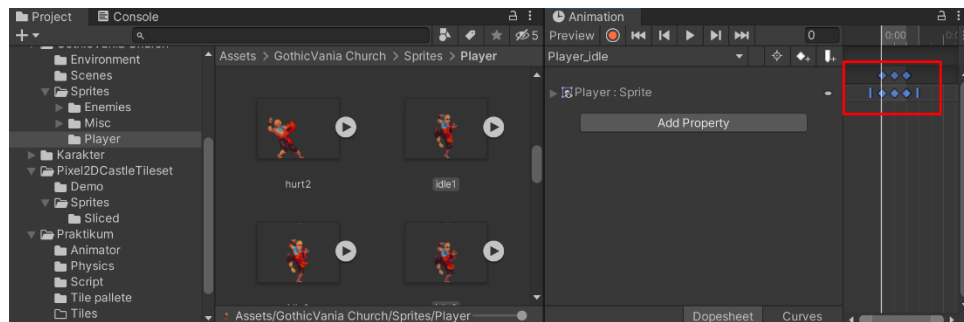 Project
Console
5
Environment
Scenes
Sprites
Enemies
Misc
Player
Karakter
Pixel2DCastleTileset
Demo
Sprites
Sliced
Praktikum
Animator
Physics
Script
Tile pallete
Tiles
Assets > GothicVania Church > Sprites > Player
hurt2
idle1
Assets/GothicVania Church/Sprites/Player
Animation
Preview
0
0:00
Player_idle
Player : Sprite
Add Property
Dopesheet
Curves